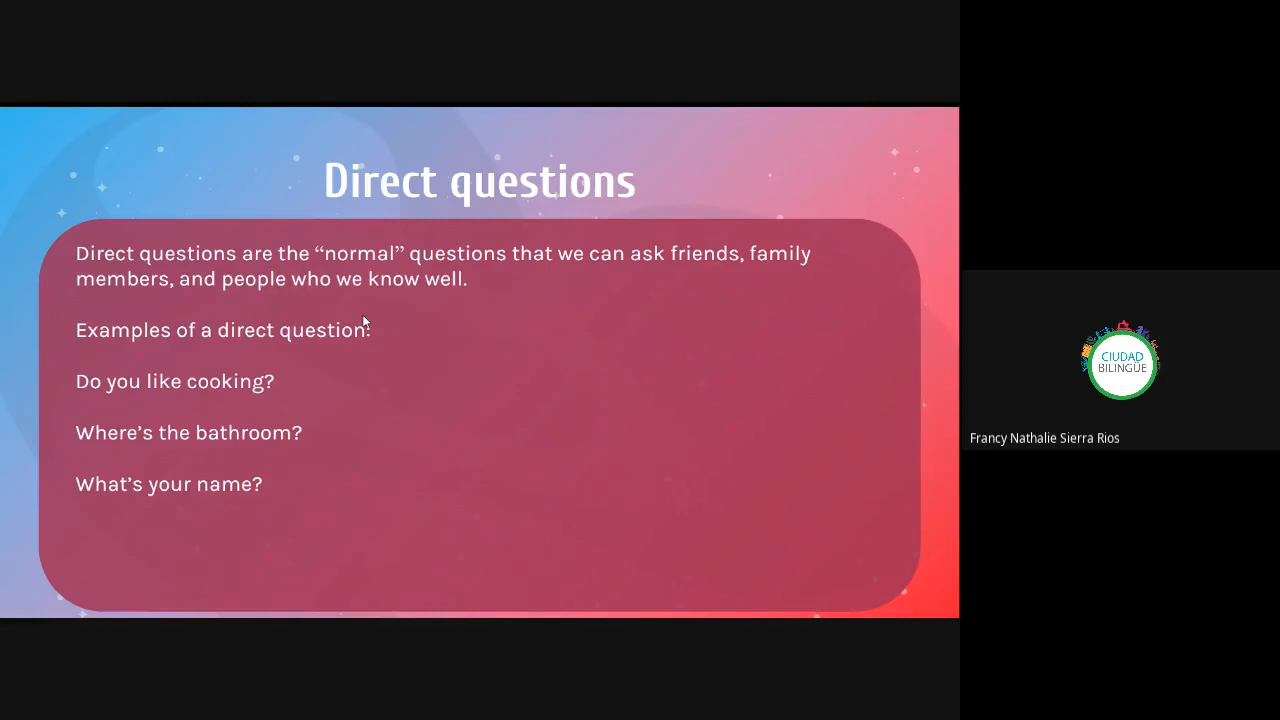 Direct questions
Direct questions are the “normal” questions that we can ask friends, family
members, and people who we know well.
Examples of a direct question:
Do you like cooking?
Where’s the bathroom?
What’s your name?
CIUDAD
BILINGÜE
Francy Nathalie Sierra Rios